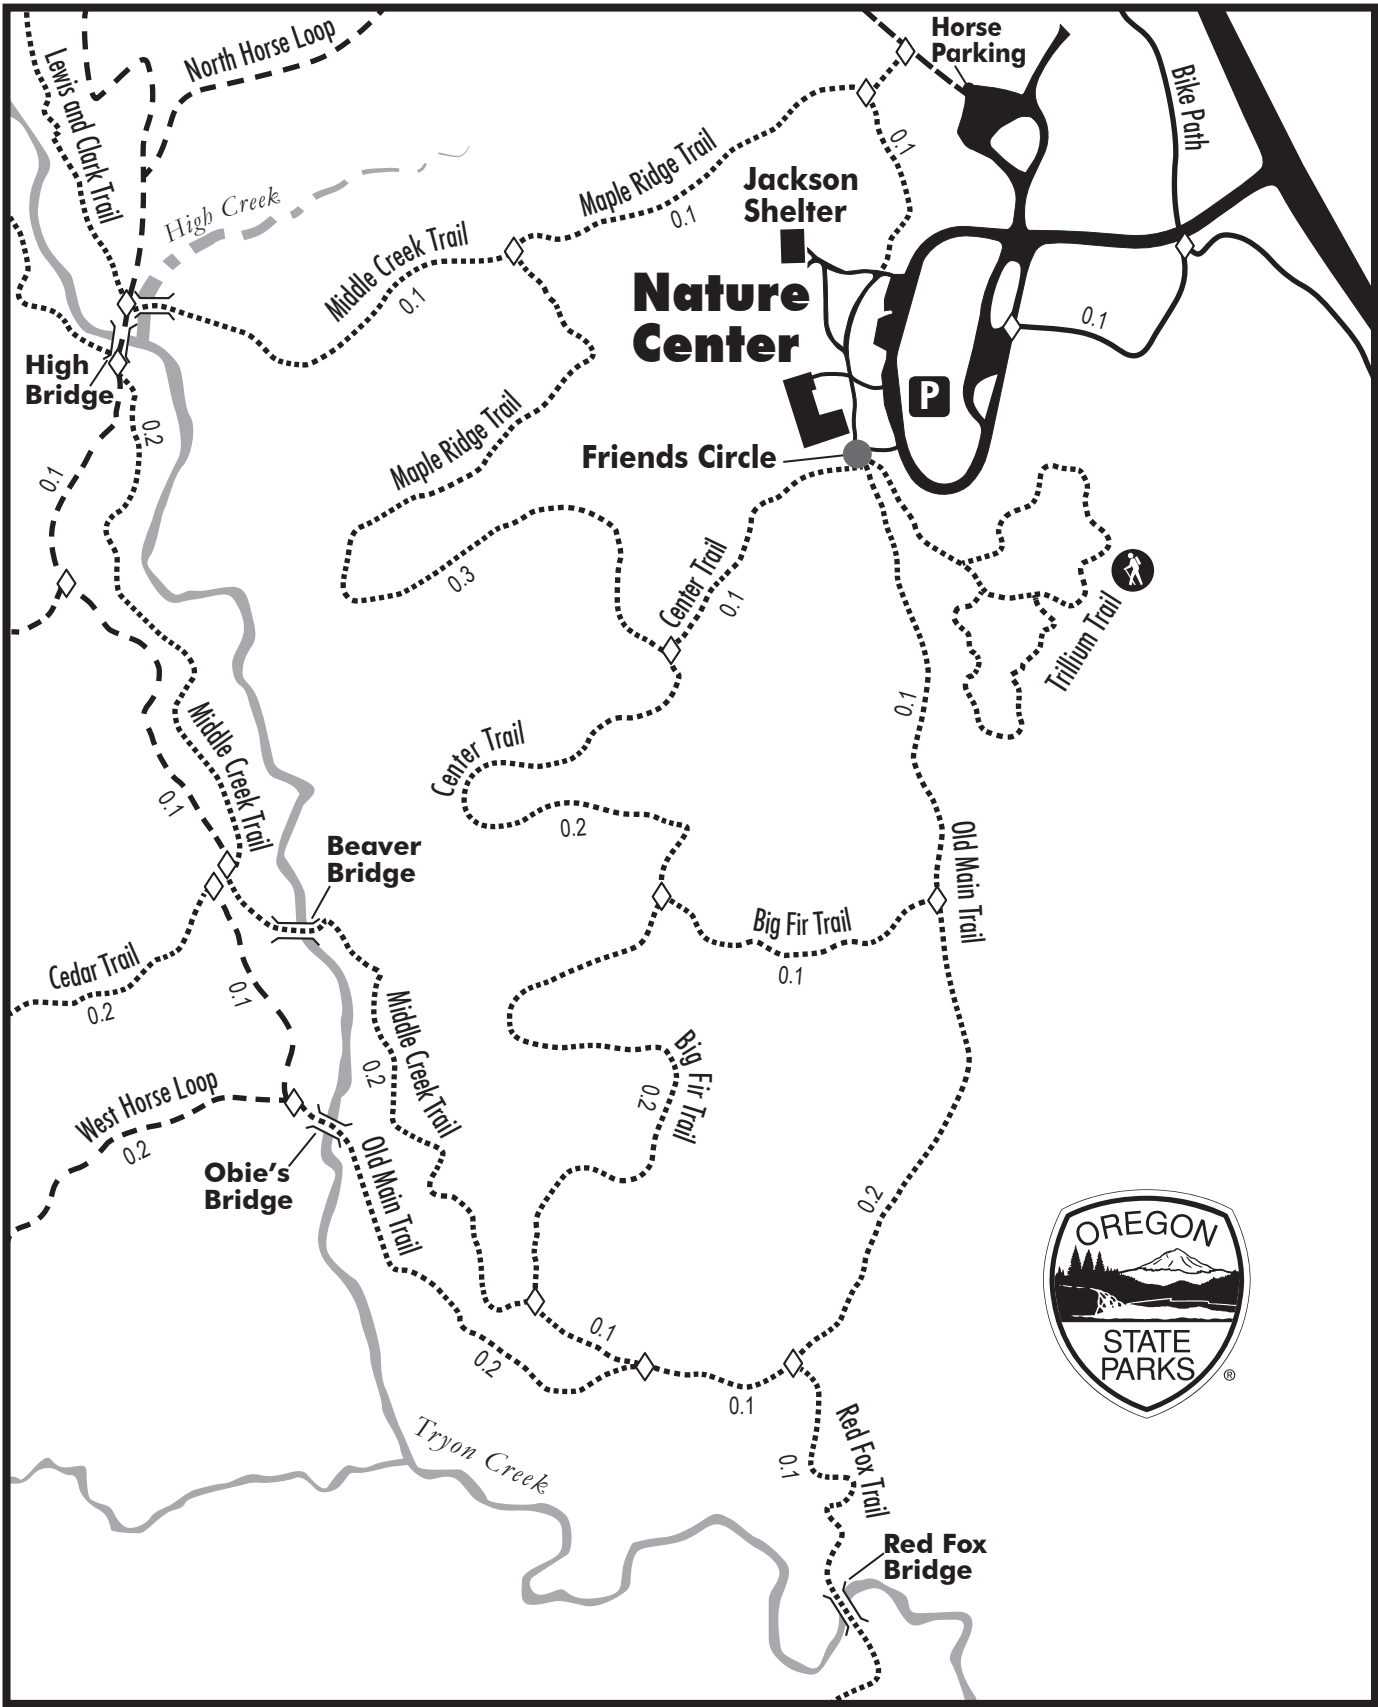 Horse
Parking
North Horse Loop
Lewis and Clark Trail
Bike Path
0.1
Maple Ridge Trail
0.1
Jackson
Shelter
High Creek
Middle Creek Trail
0.1
Nature
Center
0.1
High
Bridge
P
0.2
Maple Ridge Trail
Friends Circle
0.1
0.3
Center Trail
0.1
Trillium Trail
0.1
Middle Creek Trail
Center Trail
0.1
0.2
Beaver
Bridge
Old Main Trail
Big Fir Trail
0.1
Cedar Trail
0.2
0.1
Middle Creek Trail
0.2
Big Fir Trail
0.2
West Horse Loop
0.2
Obie's
Bridge
Old Main Trail
0.2
OREGON
STATE
PARKS
®
0.1
0.2
0.1
Red Fox Trail
0.1
Tryon Creek
Red Fox
Bridge